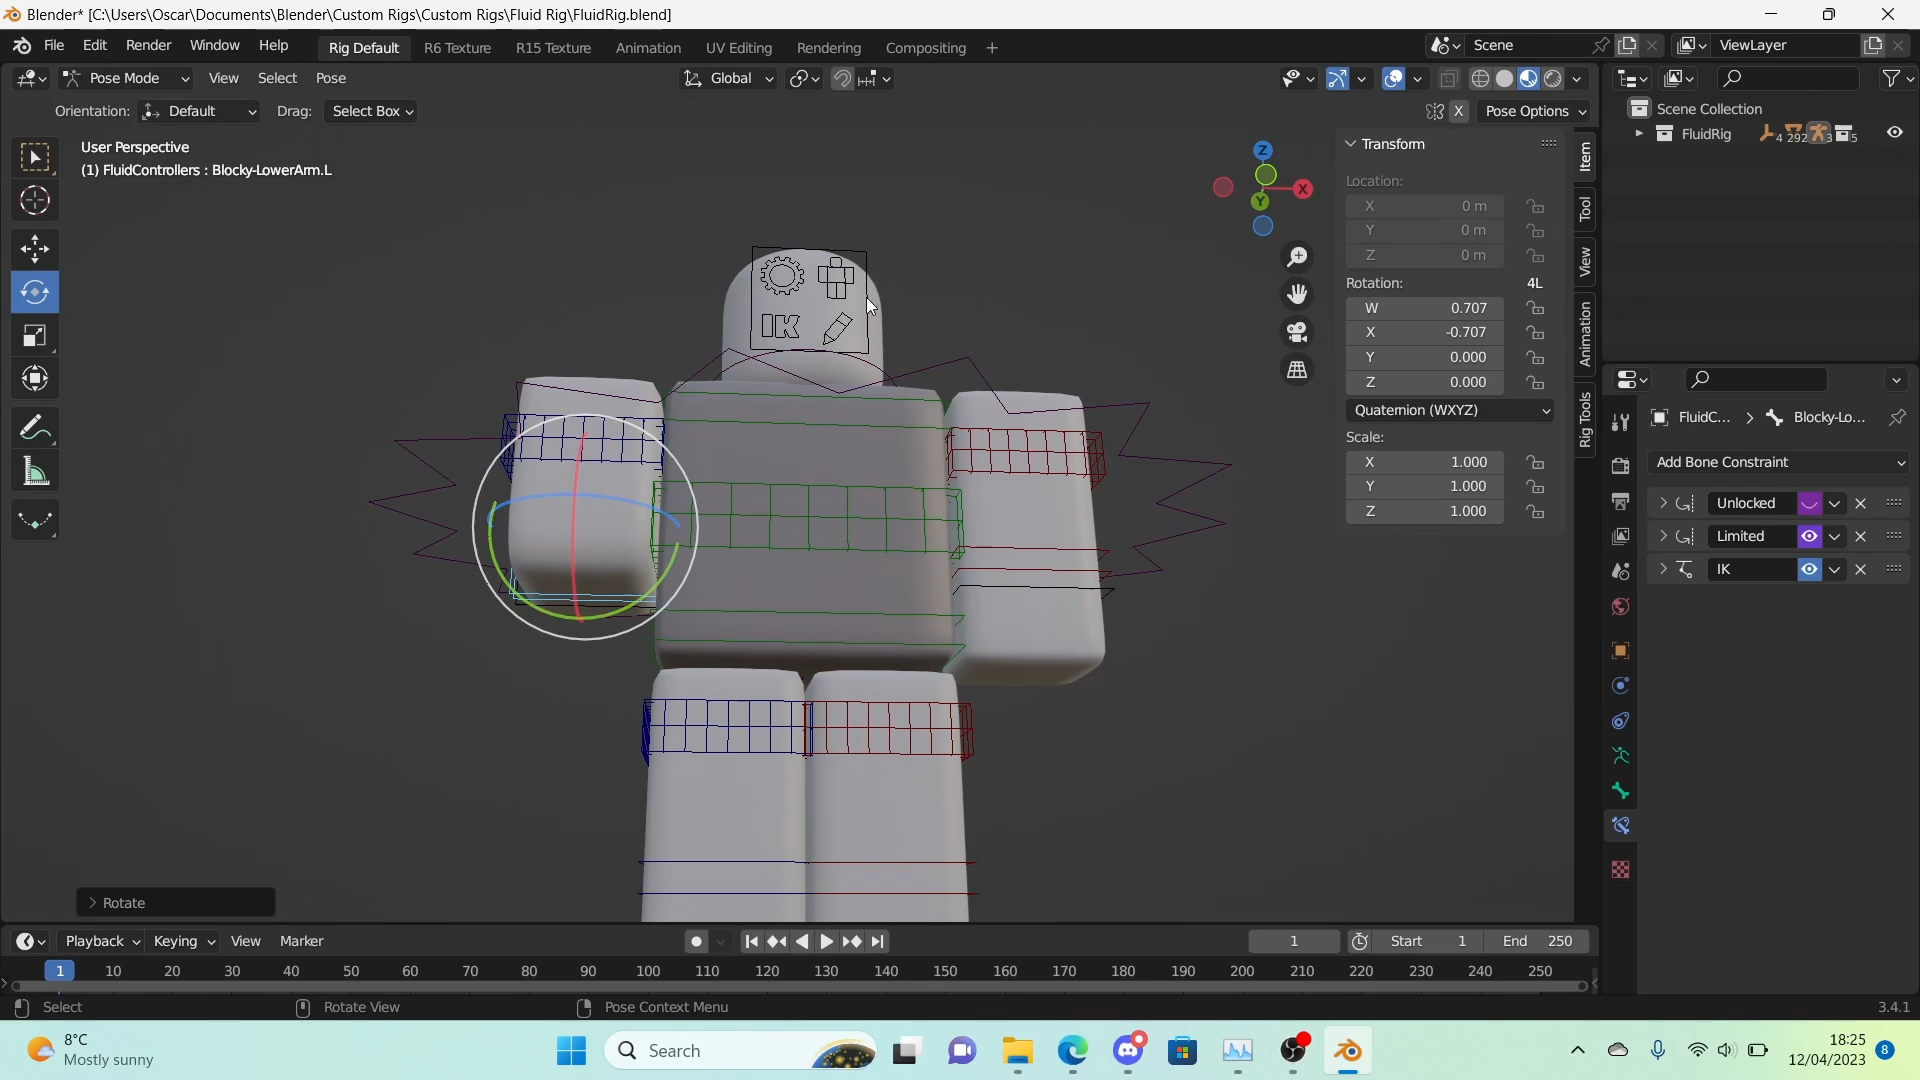 Blender* [C:\Users\Oscar\Documents\Blender\Custom Rigs\Custom Rigs\Fluid Rig\FluidRig.blend]
File Edit Render Window Help Rig Default R6 Texture R15 Texture Animation UV Editing Rendering Compositing + Scene ViewLayer
Pose Mode View Select Pose Global
Orientation: Default Drag: Select Box X Pose Options
User Perspective
(1) FluidControllers : Blocky-LowerArm.L
Z
X
Y
IK
Transform
Location:
X 0 m
Y 0 m
Z 0 m
Rotation: 4L
W 0.707
X -0.707
Y 0.000
Z 0.000
Quaternion (WXYZ)
Scale:
X 1.000
Y 1.000
Z 1.000
Item
Tool
View
Animation
Rig Tools
Scene Collection
FluidRig 4 292 3 5
FluidC... Blocky-Lo...
Add Bone Constraint
Unlocked
Limited
IK
Rotate
Playback Keying View Marker 1 Start 1 End 250
1 10 20 30 40 50 60 70 80 90 100 110 120 130 140 150 160 170 180 190 200 210 220 230 240 250
Select Rotate View Pose Context Menu 3.4.1
8°C
Mostly sunny
Search
18:25
12/04/2023
8